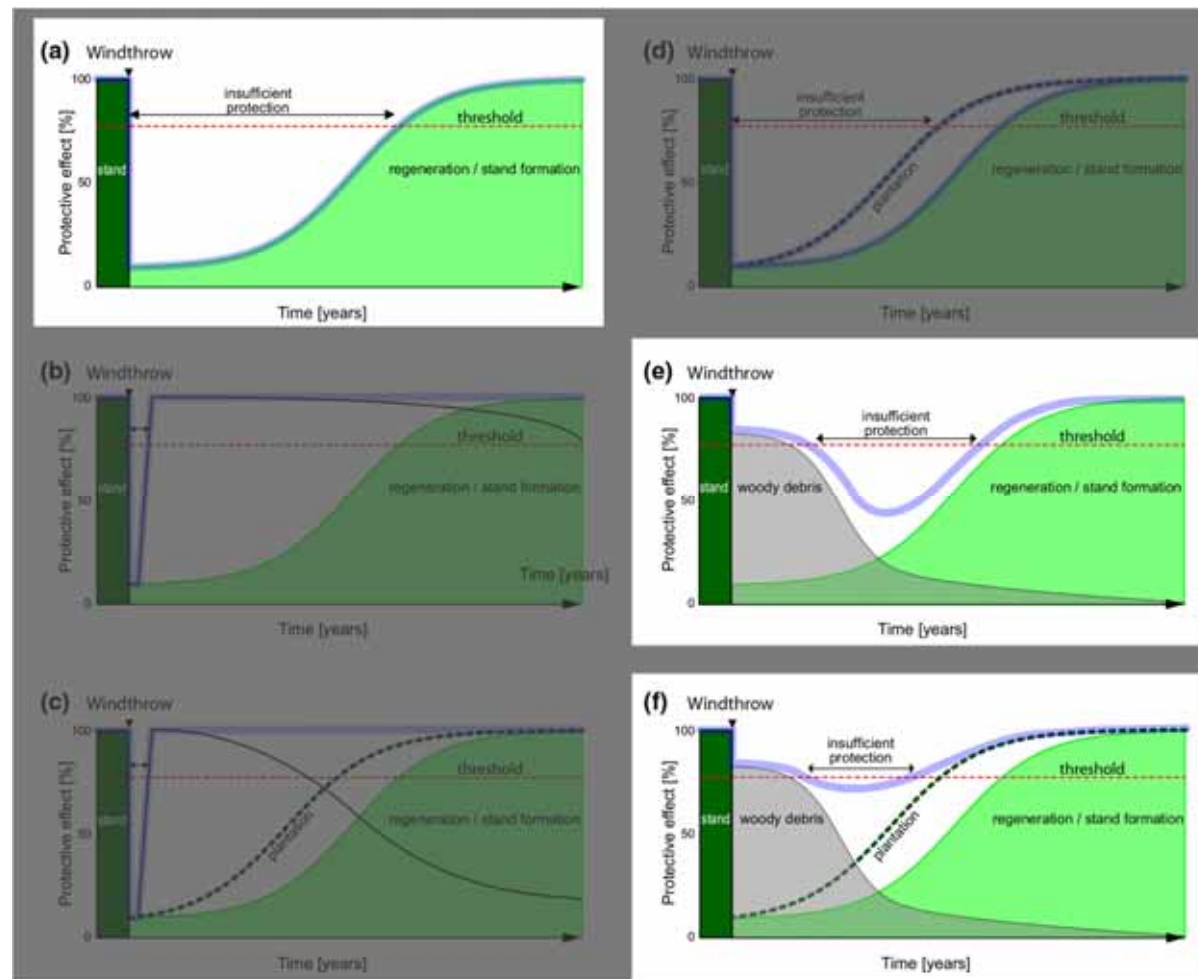 (a) Windthrow
100
insufficient
protection
threshold
stand
regeneration / stand formation
50
0
Protective effect [%]
Time [years]
(d) Windthrow
100
insufficient
protection
threshold
stand
regeneration / stand formation
plantation
50
0
Protective effect [%]
Time [years]
(b) Windthrow
100
threshold
stand
regeneration / stand formation
50
Time [years]
0
Protective effect [%]
Time [years]
(e) Windthrow
100
insufficient
protection
threshold
stand
woody debris
regeneration / stand formation
50
0
Protective effect [%]
Time [years]
(c) Windthrow
100
threshold
stand
regeneration / stand formation
plantation
50
0
Protective effect [%]
Time [years]
(f) Windthrow
100
insufficient
protection
threshold
stand
woody debris
regeneration / stand formation
plantation
50
0
Protective effect [%]
Time [years]